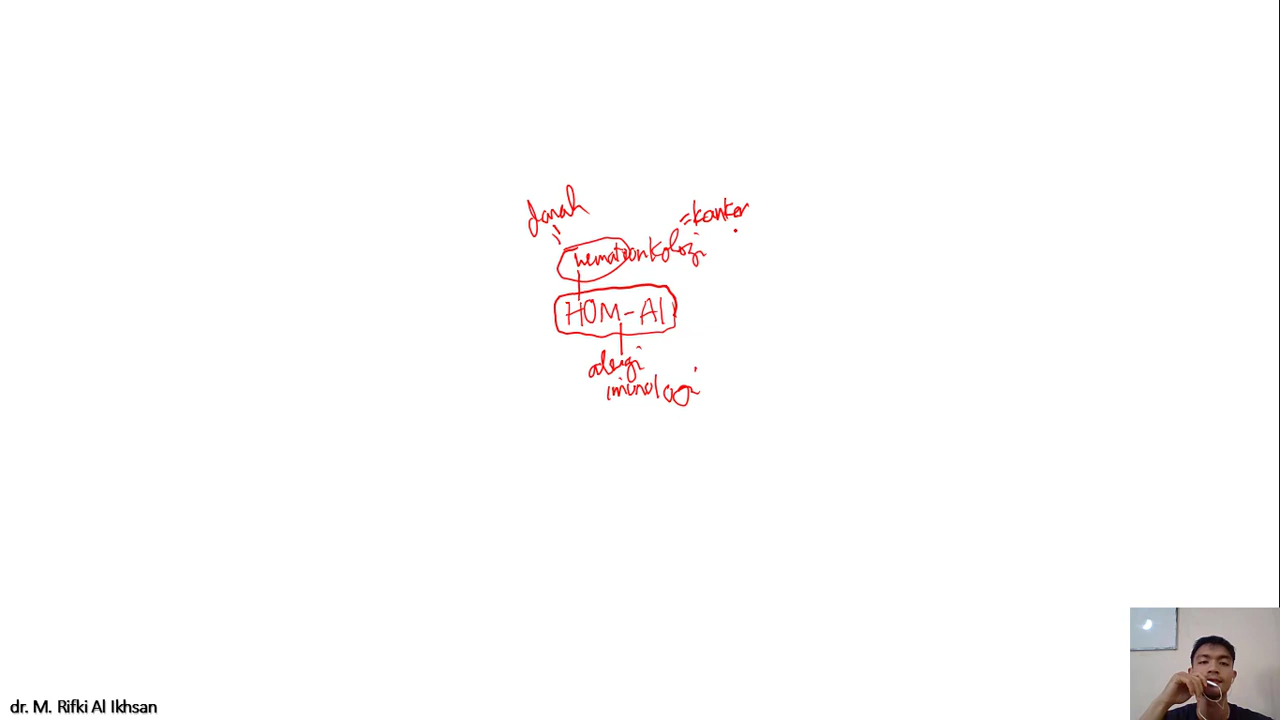 darah
= kanker
hematoonkologi
HOM-AI
alergi
imunologi
dr. M. Rifki Al Ikhsan